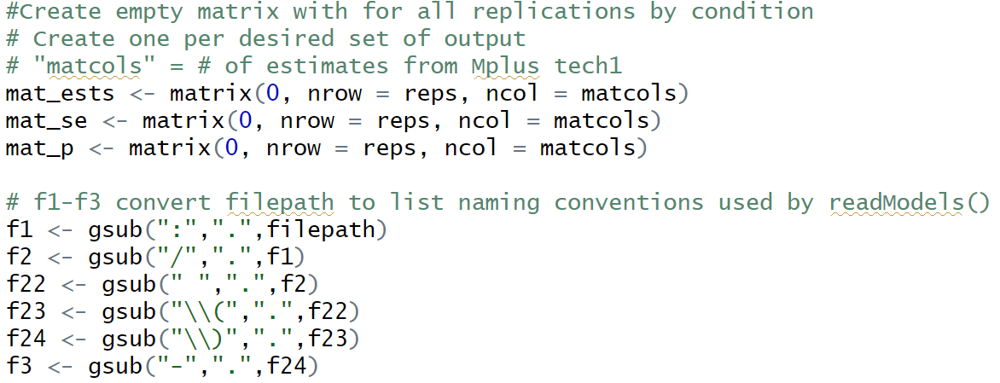 #Create empty matrix with for all replications by condition
# Create one per desired set of output
# "matcols" = # of estimates from Mplus tech1
mat_ests <- matrix(0, nrow = reps, ncol = matcols)
mat_se <- matrix(0, nrow = reps, ncol = matcols)
mat_p <- matrix(0, nrow = reps, ncol = matcols)

# f1-f3 convert filepath to list naming conventions used by readModels()
f1 <- gsub(":",".",filepath)
f2 <- gsub("/",".",f1)
f22 <- gsub(" ",".",f2)
f23 <- gsub("\\(",".",f22)
f24 <- gsub("\\)",".",f23)
f3 <- gsub("-",".",f24)